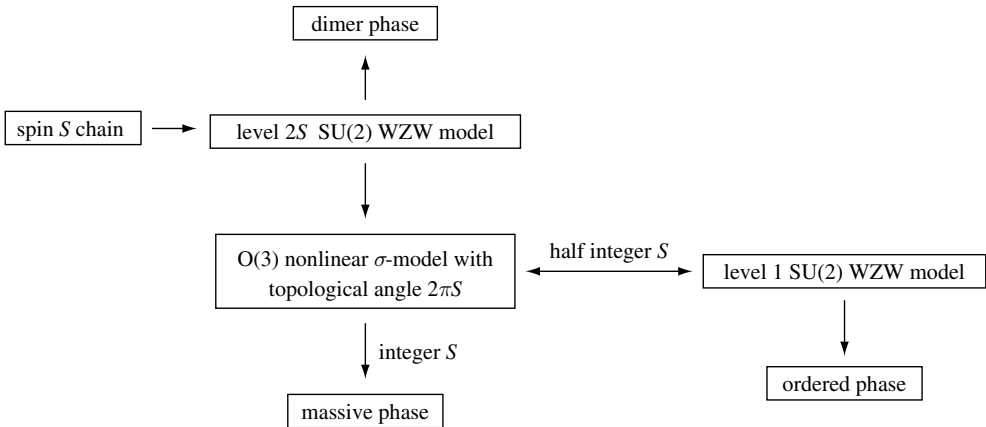 dimer phase
spin S chain
level 2S SU(2) WZW model
O(3) nonlinear σ-model with
topological angle 2πS
half integer S
level 1 SU(2) WZW model
integer S
ordered phase
massive phase